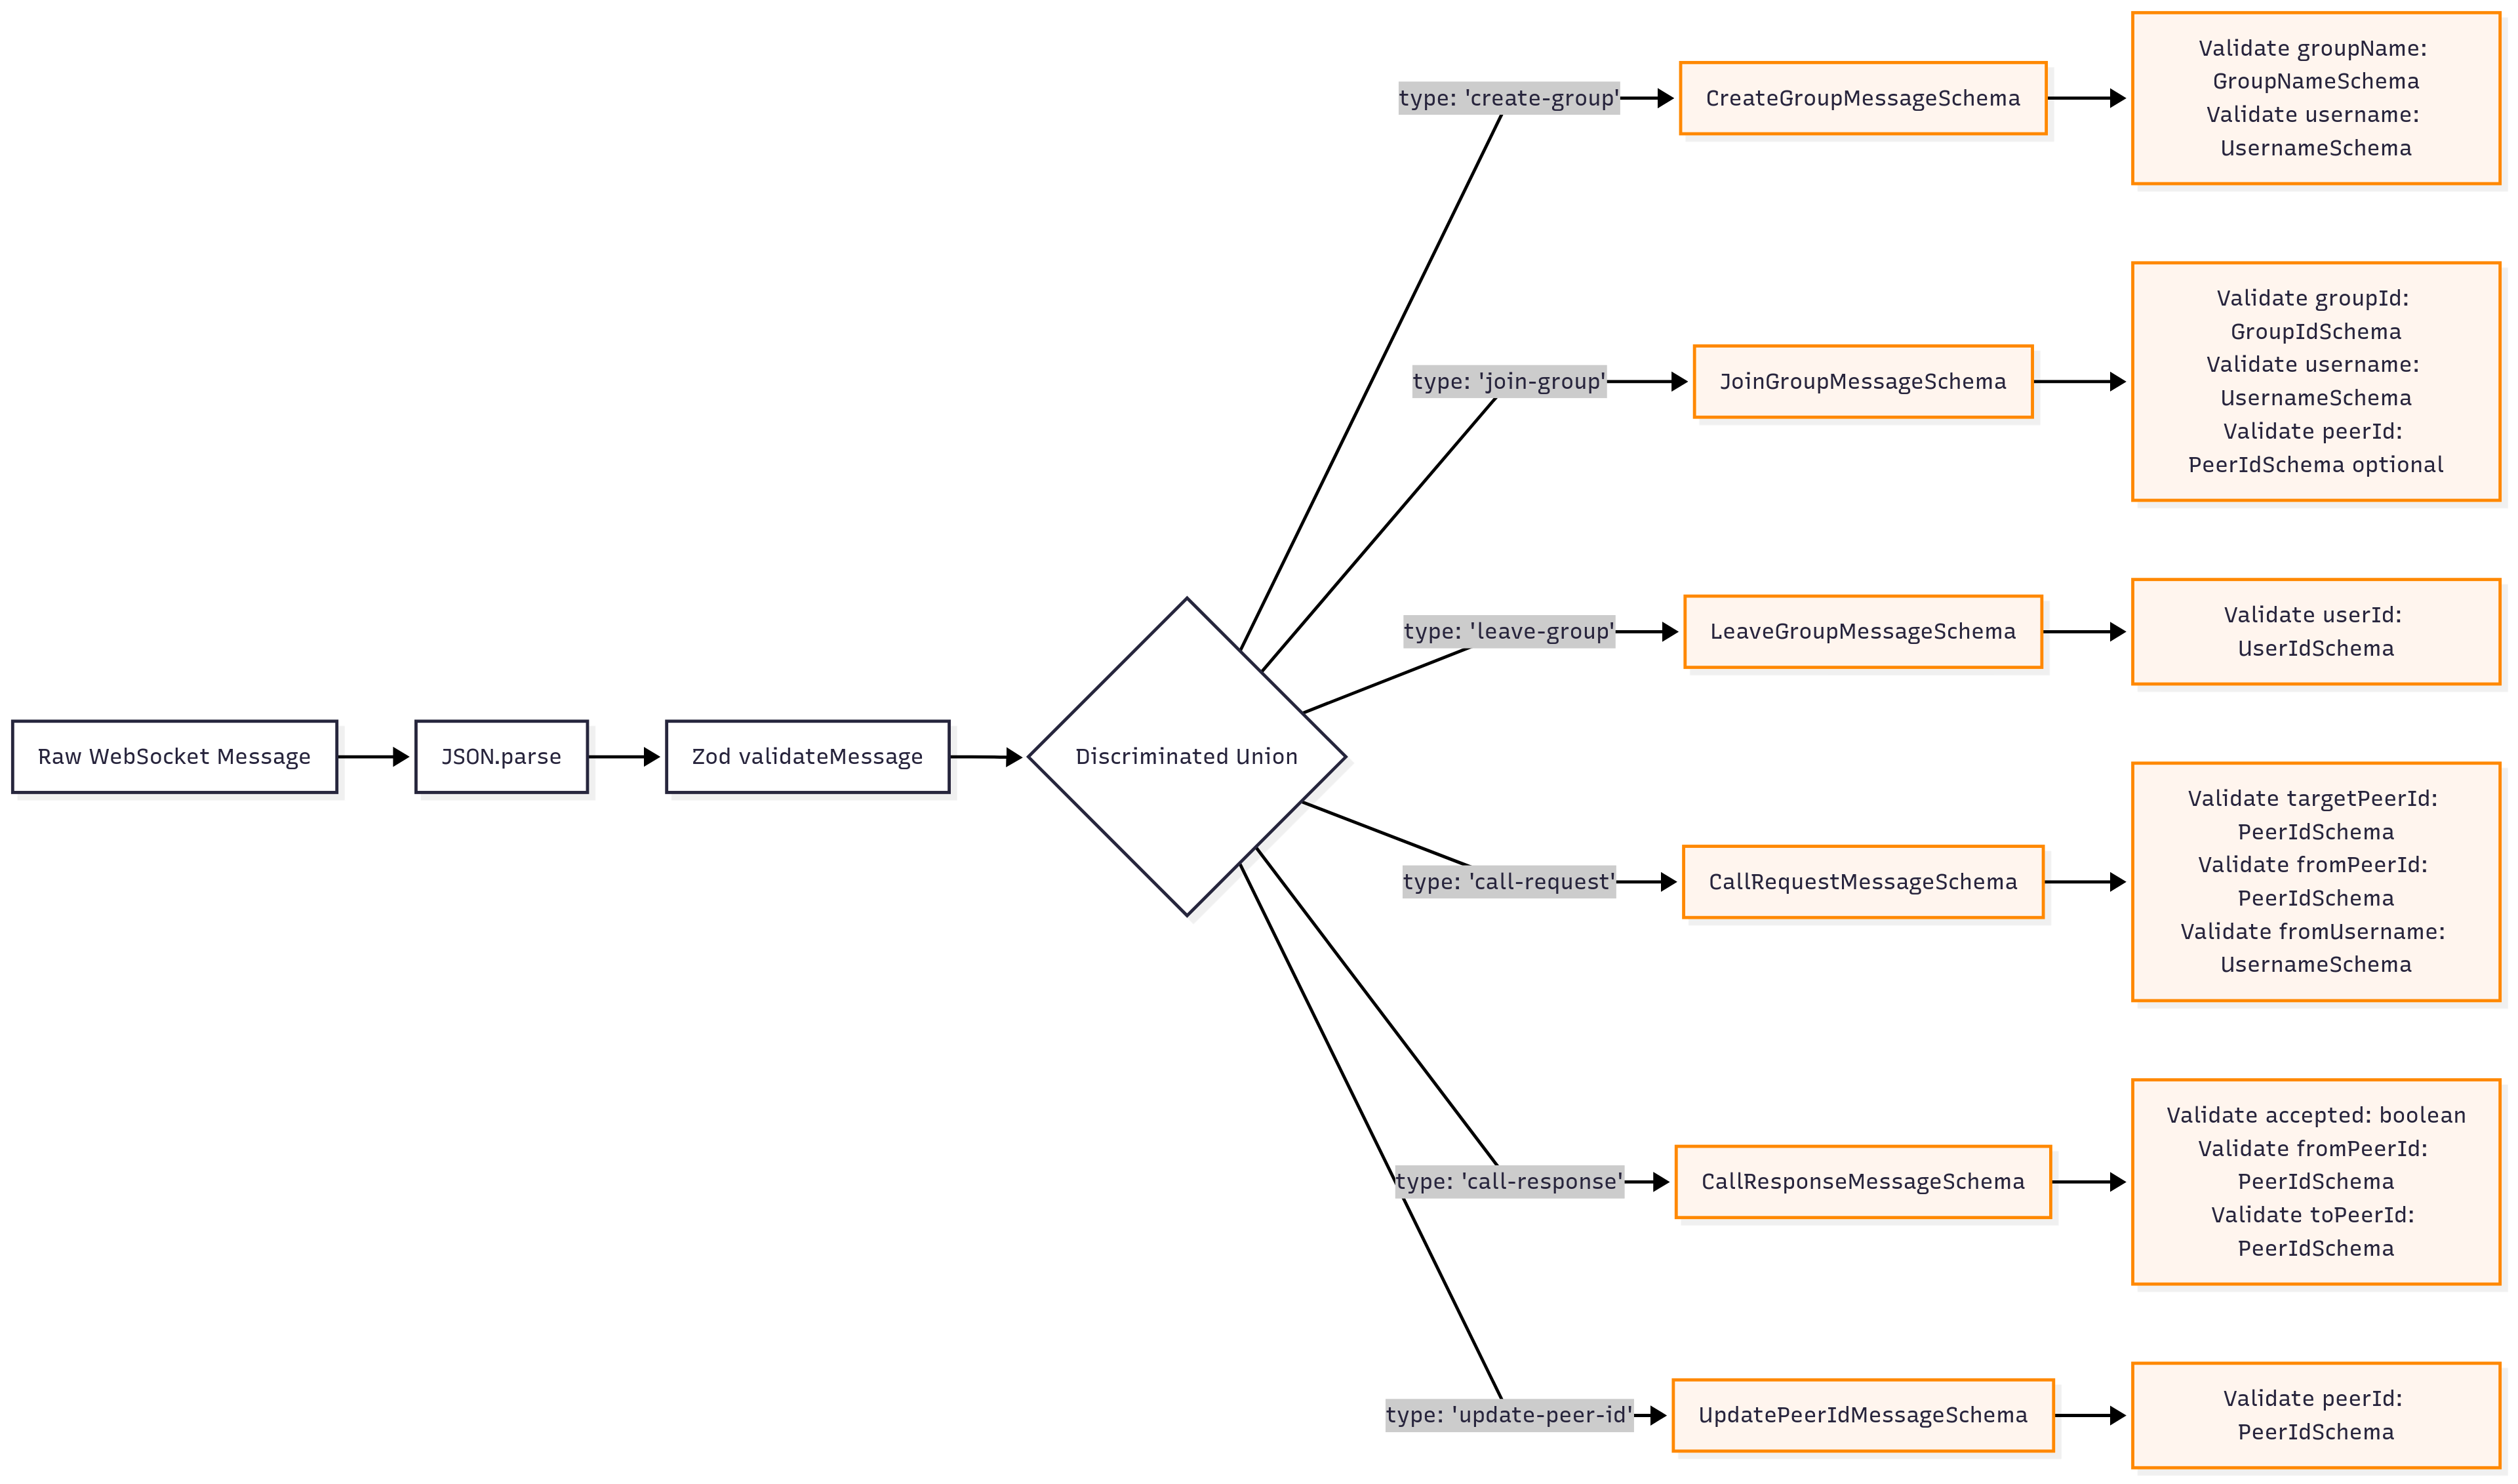 Raw WebSocket Message
JSON.parse
Zod validateMessage
Discriminated Union
type: 'create-group'
CreateGroupMessageSchema
Validate groupName:
GroupNameSchema
Validate username:
UsernameSchema
type: 'join-group'
JoinGroupMessageSchema
Validate groupId:
GroupIdSchema
Validate username:
UsernameSchema
Validate peerId:
PeerIdSchema optional
type: 'leave-group'
LeaveGroupMessageSchema
Validate userId:
UserIdSchema
type: 'call-request'
CallRequestMessageSchema
Validate targetPeerId:
PeerIdSchema
Validate fromPeerId:
PeerIdSchema
Validate fromUsername:
UsernameSchema
type: 'call-response'
CallResponseMessageSchema
Validate accepted: boolean
Validate fromPeerId:
PeerIdSchema
Validate toPeerId:
PeerIdSchema
type: 'update-peer-id'
UpdatePeerIdMessageSchema
Validate peerId:
PeerIdSchema